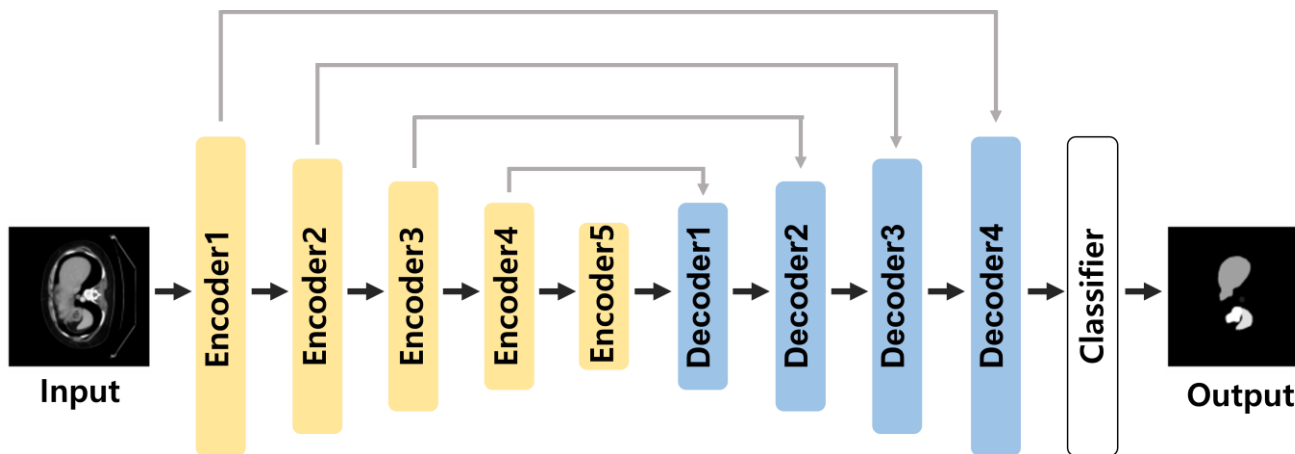 Input
Encoder1
Encoder2
Encoder3
Encoder4
Encoder5
Decoder1
Decoder2
Decoder3
Decoder4
Classifier
Output